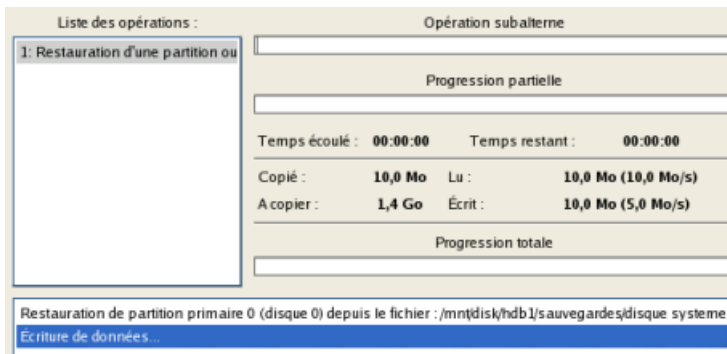 Liste des opérations :
1: Restauration d'une partition ou
Opération subalterne
Progression partielle
Temps écoulé : 00:00:00 Temps restant : 00:00:00
Copié : 10,0 Mo Lu : 10,0 Mo (10,0 Mo/s)
A copier : 1,4 Go Écrit : 10,0 Mo (5,0 Mo/s)
Progression totale
Restauration de partition primaire 0 (disque 0) depuis le fichier : /mnt/disk/hdb1/sauvegardes/disque systeme
Écriture de données...